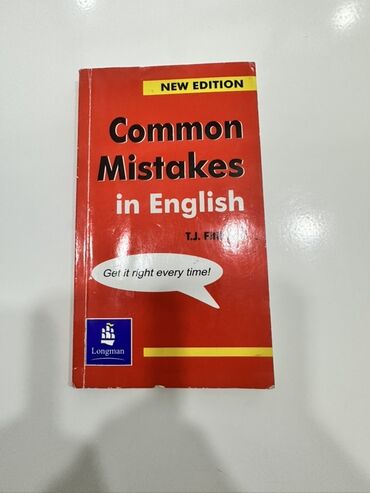 NEW EDITION
Common
Mistakes
in English
T.J.
Get it right every time!
Longman